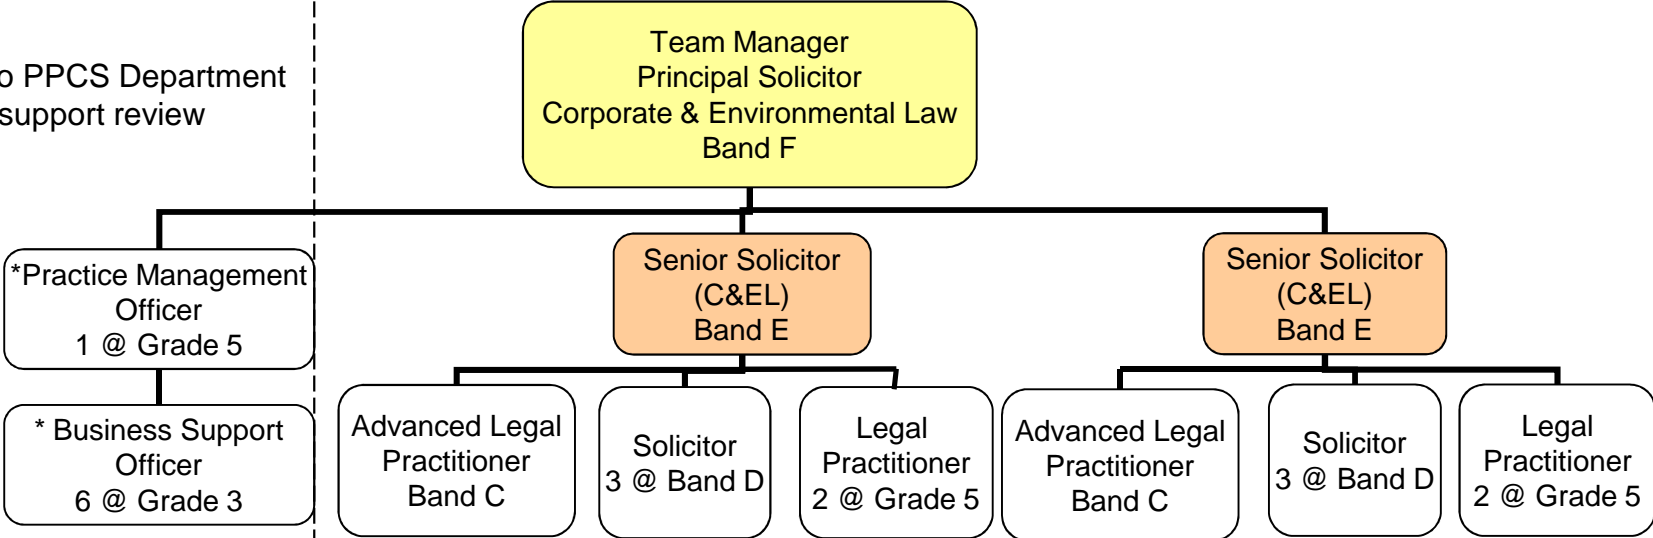 o PPCS Department
support review
Team Manager
Principal Solicitor
Corporate & Environmental Law
Band F
*Practice Management
Officer
1 @ Grade 5
Senior Solicitor
(C&EL)
Band E
Senior Solicitor
(C&EL)
Band E
* Business Support
Officer
6 @ Grade 3
Advanced Legal
Practitioner
Band C
Solicitor
3 @ Band D
Legal
Practitioner
2 @ Grade 5
Advanced Legal
Practitioner
Band C
Solicitor
3 @ Band D
Legal
Practitioner
2 @ Grade 5